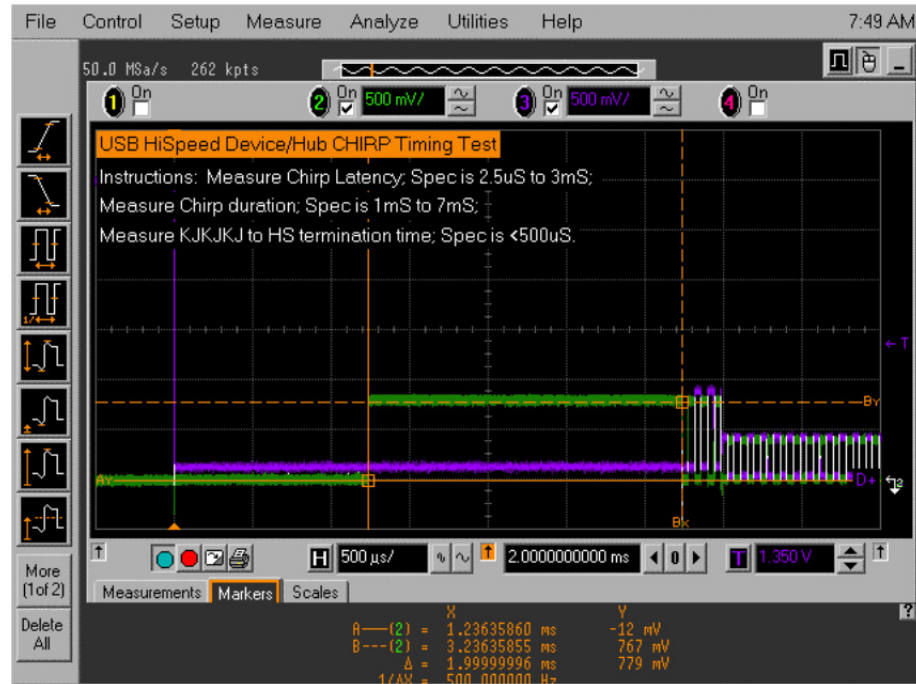 File Control Setup Measure Analyze Utilities Help 7:49 AM
50.0 MSa/s 262 kpts
1 On 2 On 500 mV/ 3 On 500 mV/ 4 On
USB HiSpeed Device/Hub CHIRP Timing Test
Instructions: Measure Chirp Latency; Spec is 2.5uS to 3mS;
Measure Chirp duration; Spec is 1mS to 7mS;
Measure KJKJKJ to HS termination time; Spec is <500uS.
T
By
Ay D+ 2
Bx
H 500 µs/ 2.0000000000 ms 0 T 1.350 V
More
(1of 2)
Measurements Markers Scales
Delete
All
?
X Y
A——(2) = 1.23635860 ms -12 mV
B---(2) = 3.23635855 ms 767 mV
Δ = 1.99999996 ms 779 mV
1/ΔX = 500.000000 Hz